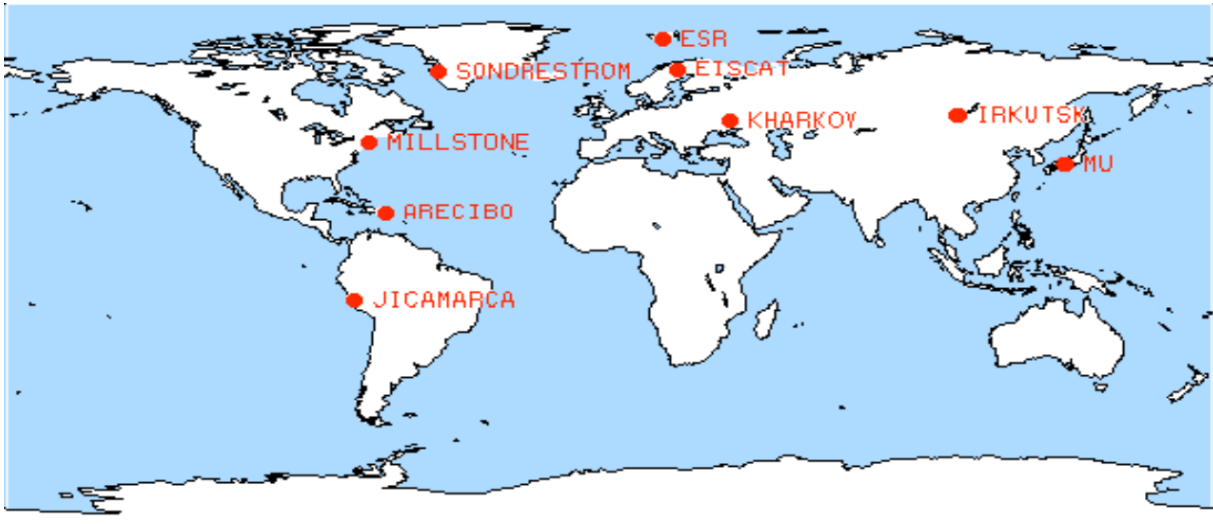 ESR
SONDRESTROM
EISCAT
KHARKOV
IRKUTSK
MILLSTONE
MU
ARECIBO
JICAMARCA